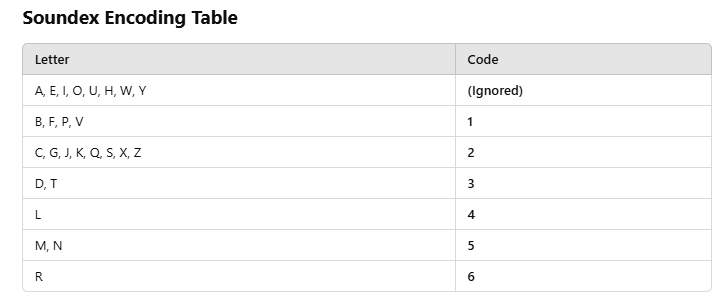 Soundex Encoding Table
Letter Code
A, E, I, O, U, H, W, Y (Ignored)
B, F, P, V 1
C, G, J, K, Q, S, X, Z 2
D, T 3
L 4
M, N 5
R 6